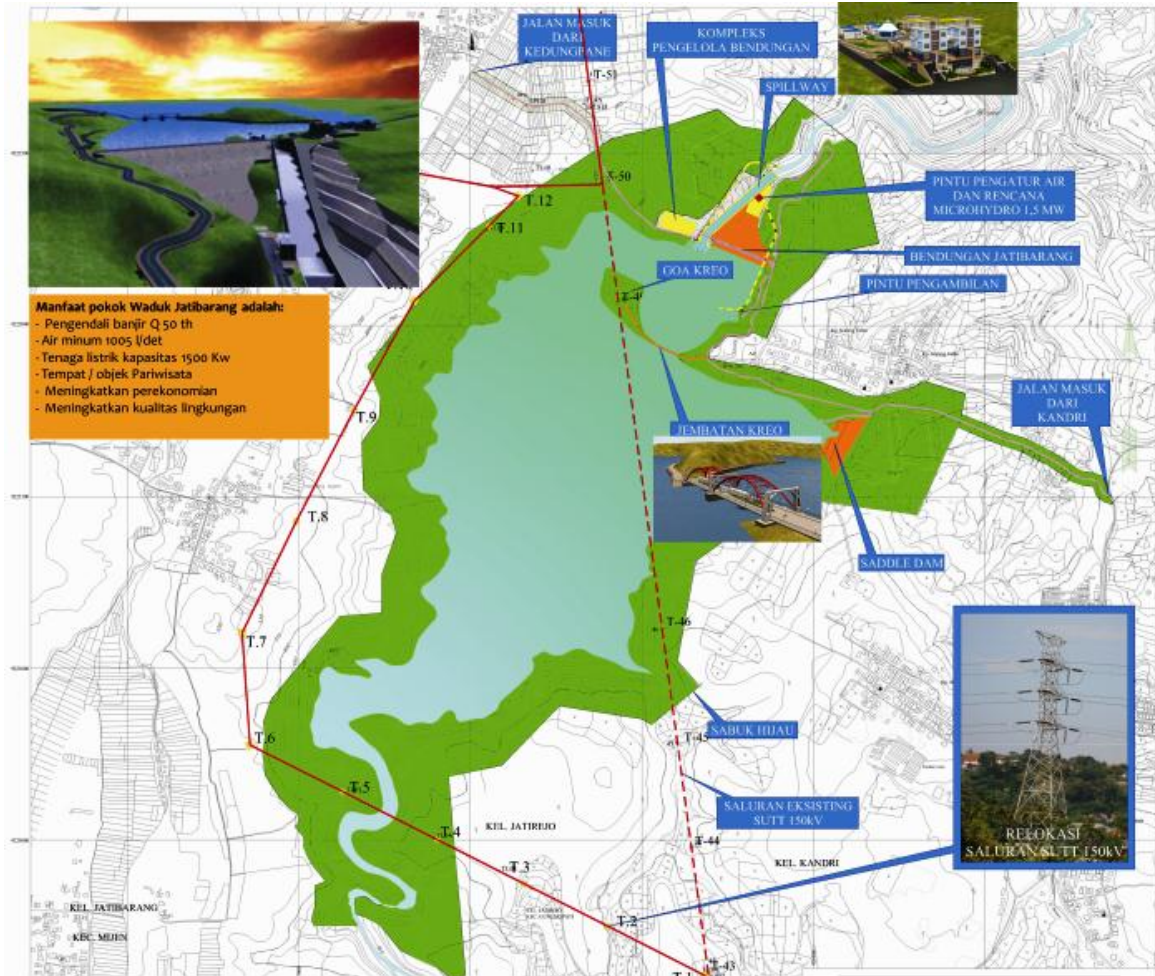 JALAN MASUK
DARI
KEDUNGPANE
KOMPLEKS
PENGELOLA BENDUNGAN
SPILLWAY
T-51
X-50
T.12
T.11
PINTU PENGATUR AIR
DAN RENCANA
MICROHYDRO 1,5 MW
BENDUNGAN JATIBARANG
GOA KREO
PINTU PENGAMBILAN
Manfaat pokok Waduk Jatibarang adalah:
- Pengendali banjir Q 50 th
- Air minum 1005 l/det
- Tenaga listrik kapasitas 1500 Kw
- Tempat / objek Pariwisata
- Meningkatkan perekonomian
- Meningkatkan kualitas lingkungan
JALAN MASUK
DARI
KANDRI
T.9
JEMBATAN KREO
T.8
SADDLE DAM
T-46
T.7
SABUK HIJAU
T-45
T.6
T.5
SALURAN EKSISTING
SUTT 150kV
T.4
KEL. JATIREJO
T-44
KEL. KANDRI
RELOKASI
SALURAN SUTT 150kV
T.3
KEL. JATIBARANG
KEC. MIJEN
T.2
T-43
T.1